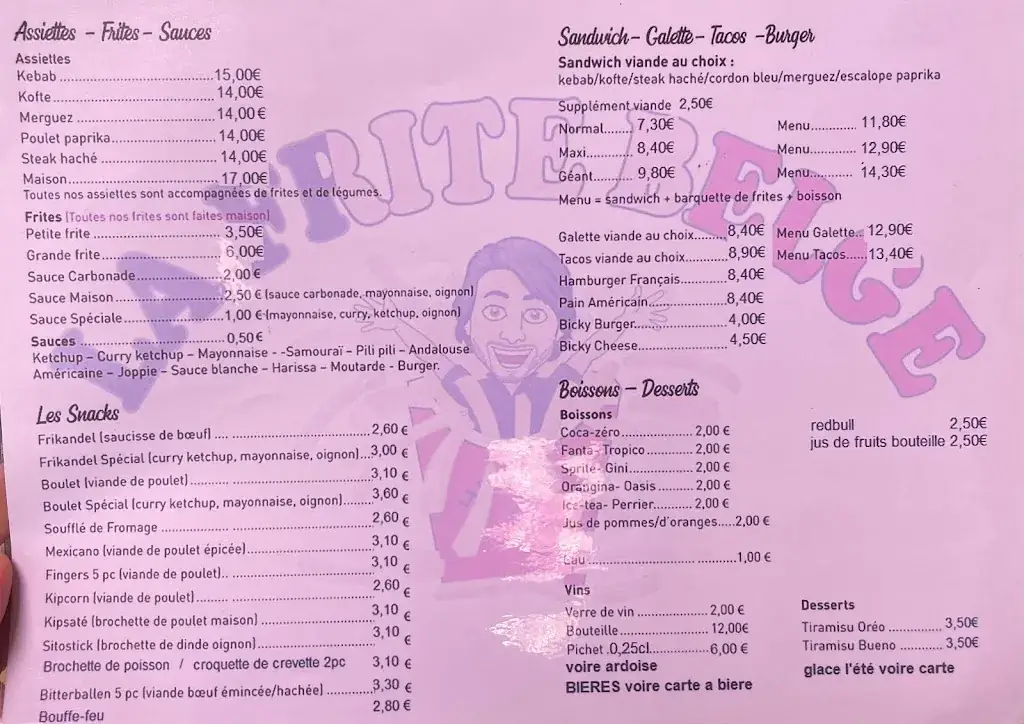 Assiettes - Frites - Sauces
Assiettes
Kebab ..............................15,00€
Kofte.................................. 14,00€
Merguez ............................14,00€
Poulet paprika.................... 14,00€
Steak haché ...................... 14,00€
Maison................................17,00€
Toutes nos assiettes sont accompagnées de frites et de légumes.
Frites (Toutes nos frites sont faites maison)
Petite frite .......................... 3,50€
Grande frite........................ 6,00€
Sauce Carbonade.................2,00 €
Sauce Maison......................2,50 € (sauce carbonade, mayonnaise, oignon)
Sauce Spéciale....................1,00 € (mayonnaise, curry, ketchup, oignon)
Sauces ............................ 0,50€
Ketchup – Curry ketchup – Mayonnaise - -Samouraï – Pili pili – Andalouse
Américaine – Joppie – Sauce blanche – Harissa – Moutarde - Burger.
Les Snacks
Frikandel (saucisse de bœuf) .... ............................2,60 €
Frikandel Spécial (curry ketchup, mayonnaise, oignon)...3,00 €
Boulet (viande de poulet)....................................3,10 €
Boulet Spécial (curry ketchup, mayonnaise, oignon).......3,60 €
Soufflé de Fromage ..........................................2,60 €
Mexicano (viande de poulet épicée)..........................3,10 €
Fingers 5 pc (viande de poulet).. ...........................3,10 €
Kipcorn (viande de poulet)....... ...........................2,60 €
Kipsaté (brochette de poulet maison) .......................3,10 €
Sitostick (brochette de dinde oignon).......................3,10 €
Brochette de poisson / croquette de crevette 2pc 3,10 €
Bitterballen 5 pc (viande bœuf émincée/hachée) ...........3,30 €
Bouffe-feu 2,80 €
Sandwich - Galette - Tacos - Burger
Sandwich viande au choix :
kebab/kofte/steak haché/cordon bleu/merguez/escalope paprika
Supplément viande 2,50€
Normal........ 7,30€ Menu............ 11,80€
Maxi............ 8,40€ Menu............ 12,90€
Géant.......... 9,80€ Menu............ 14,30€
Menu = sandwich + barquette de frites + boisson
Galette viande au choix........8,40€ Menu Galette... 12,90€
Tacos viande au choix..........8,90€ Menu Tacos......13,40€
Hamburger Français............8,40€
Pain Américain....................8,40€
Bicky Burger.......................4,00€
Bicky Cheese......................4,50€
Boissons – Desserts
Boissons
Coca-zéro.................. 2,00 €
Fanta- Tropico............ 2,00 €
Sprite- Gini................ 2,00 €
Orangina- Oasis.......... 2,00 €
Ice-tea- Perrier........... 2,00 €
Jus de pommes/d'oranges.....2,00 €
Eau.......................................1,00 €
redbull 2,50€
jus de fruits bouteille 2,50€
Vins
Verre de vin ................. 2,00 €
Bouteille...................... 12,00€
Pichet .0,25cl................6,00 €
voire ardoise
BIERES voire carte a biere
Desserts
Tiramisu Oréo .............. 3,50€
Tiramisu Bueno ........... 3,50€
glace l'été voire carte
LA FRITE BELGE